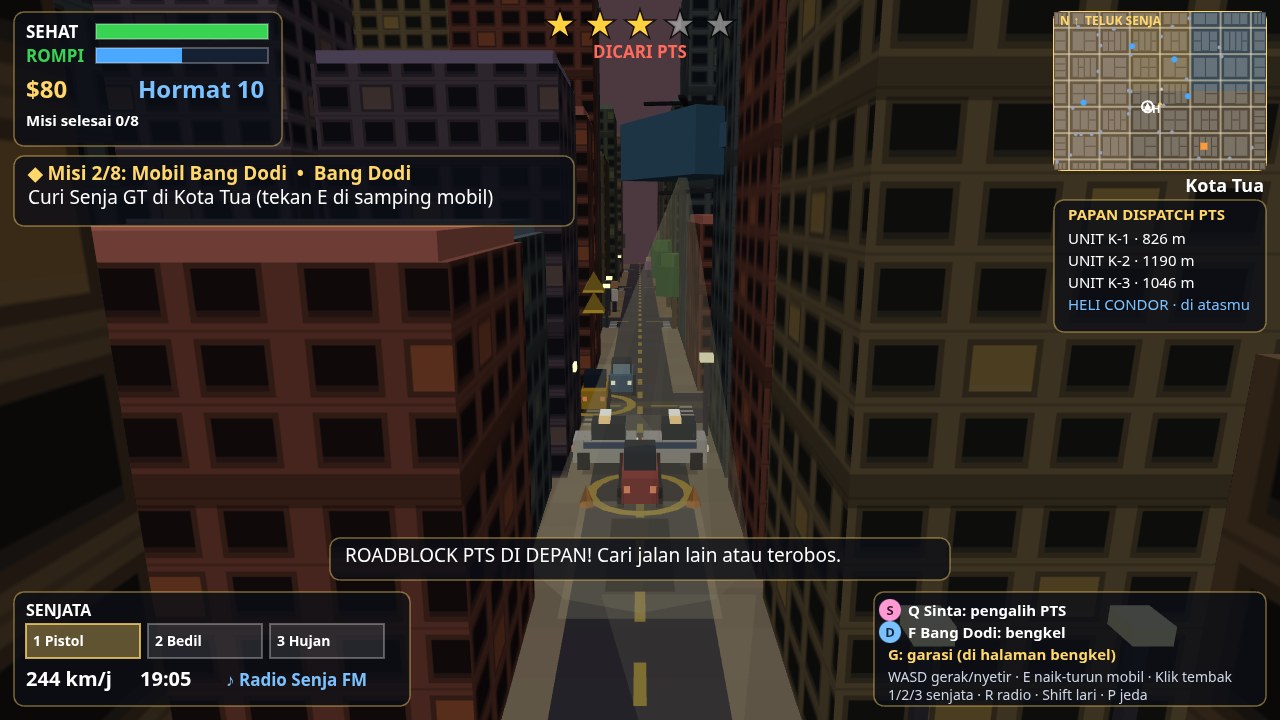 SEHAT
ROMPI
$80 Hormat 10
Misi selesai 0/8
◆ Misi 2/8: Mobil Bang Dodi • Bang Dodi
Curi Senja GT di Kota Tua (tekan E di samping mobil)
DICARI PTS
N ↑ TELUK SENJA
H
Kota Tua
PAPAN DISPATCH PTS
UNIT K-1 · 826 m
UNIT K-2 · 1190 m
UNIT K-3 · 1046 m
HELI CONDOR · di atasmu
ROADBLOCK PTS DI DEPAN! Cari jalan lain atau terobos.
SENJATA
1 Pistol 2 Bedil 3 Hujan
244 km/j 19:05 ♪ Radio Senja FM
S Q Sinta: pengalih PTS
D F Bang Dodi: bengkel
G: garasi (di halaman bengkel)
WASD gerak/nyetir · E naik-turun mobil · Klik tembak
1/2/3 senjata · R radio · Shift lari · P jeda